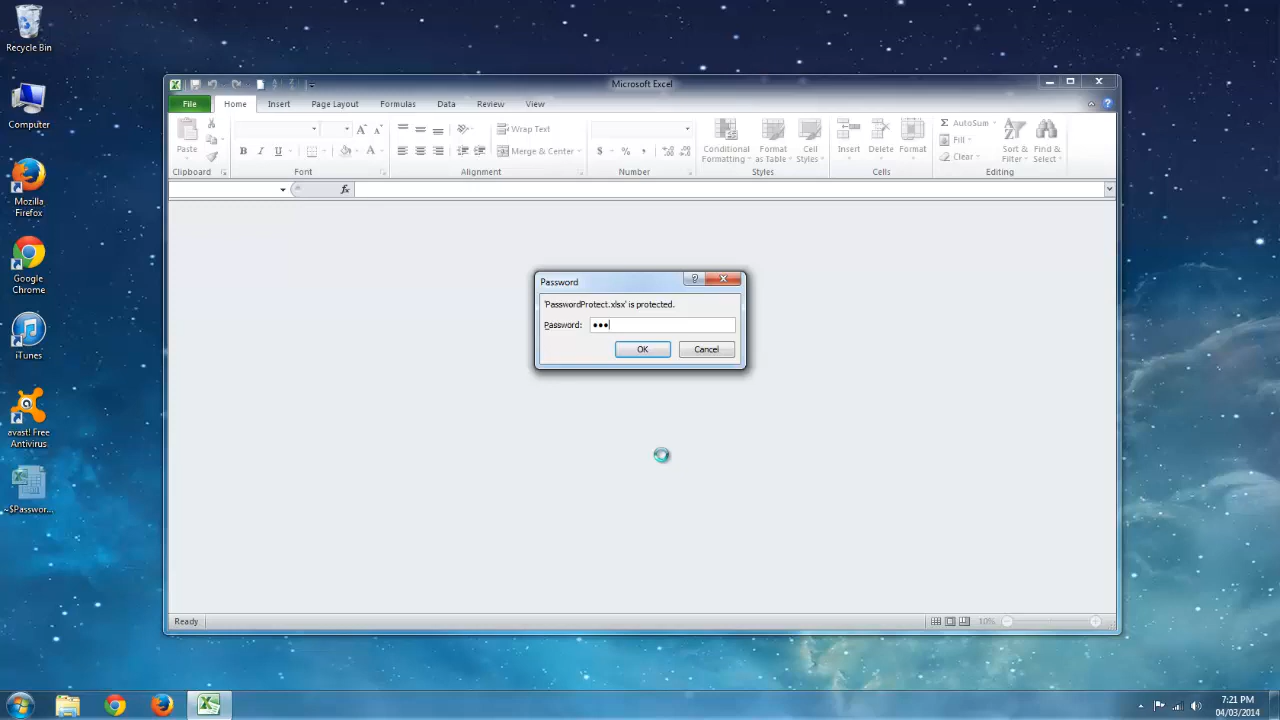 Recycle Bin
Computer
Mozilla
Firefox
Google
Chrome
iTunes
avast! Free
Antivirus
~$Passwor...
Microsoft Excel
File Home Insert Page Layout Formulas Data Review View
Paste
Clipboard
B I U A A A
Font
Wrap Text
Merge & Center
Alignment
$ % ,
Number
Conditional
Formatting
Format
as Table
Cell
Styles
Styles
Insert Delete Format
Cells
Σ AutoSum
Fill
Clear
Sort &
Filter
Find &
Select
Editing
fx
Password
'PasswordProtect.xlsx' is protected.
Password: •••
OK Cancel
Ready
10%
7:21 PM
04/03/2014